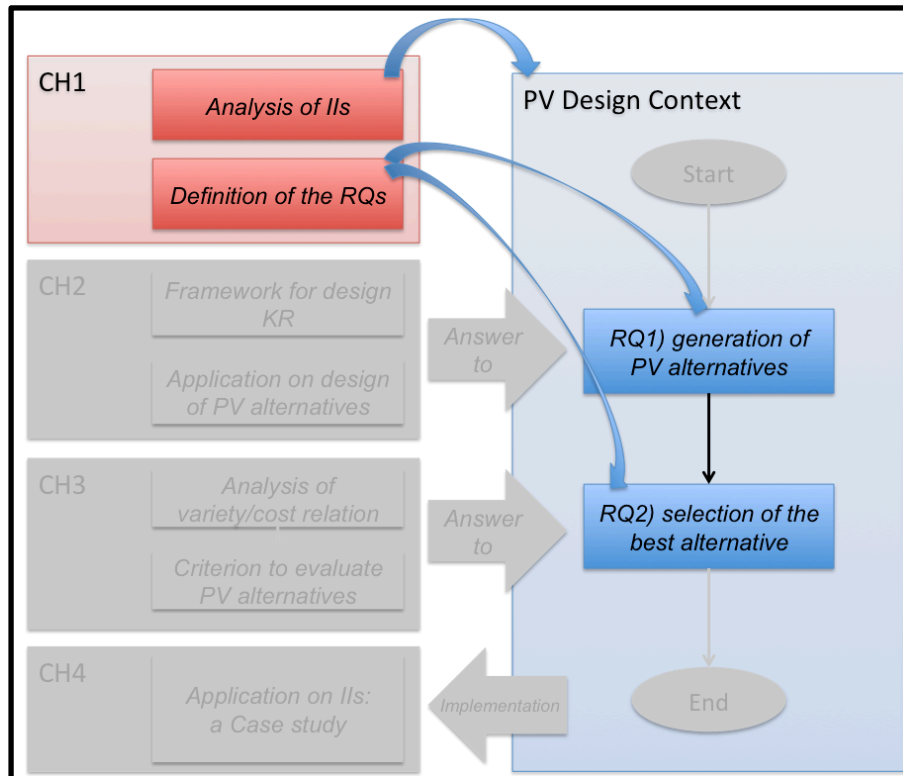 CH1
Analysis of IIs
Definition of the RQs
CH2
Framework for design
KR
Application on design
of PV alternatives
Answer
to
CH3
Analysis of
variety/cost relation
Criterion to evaluate
PV alternatives
Answer
to
CH4
Application on IIs:
a Case study
Implementation
PV Design Context
Start
RQ1) generation of
PV alternatives
RQ2) selection of the
best alternative
End